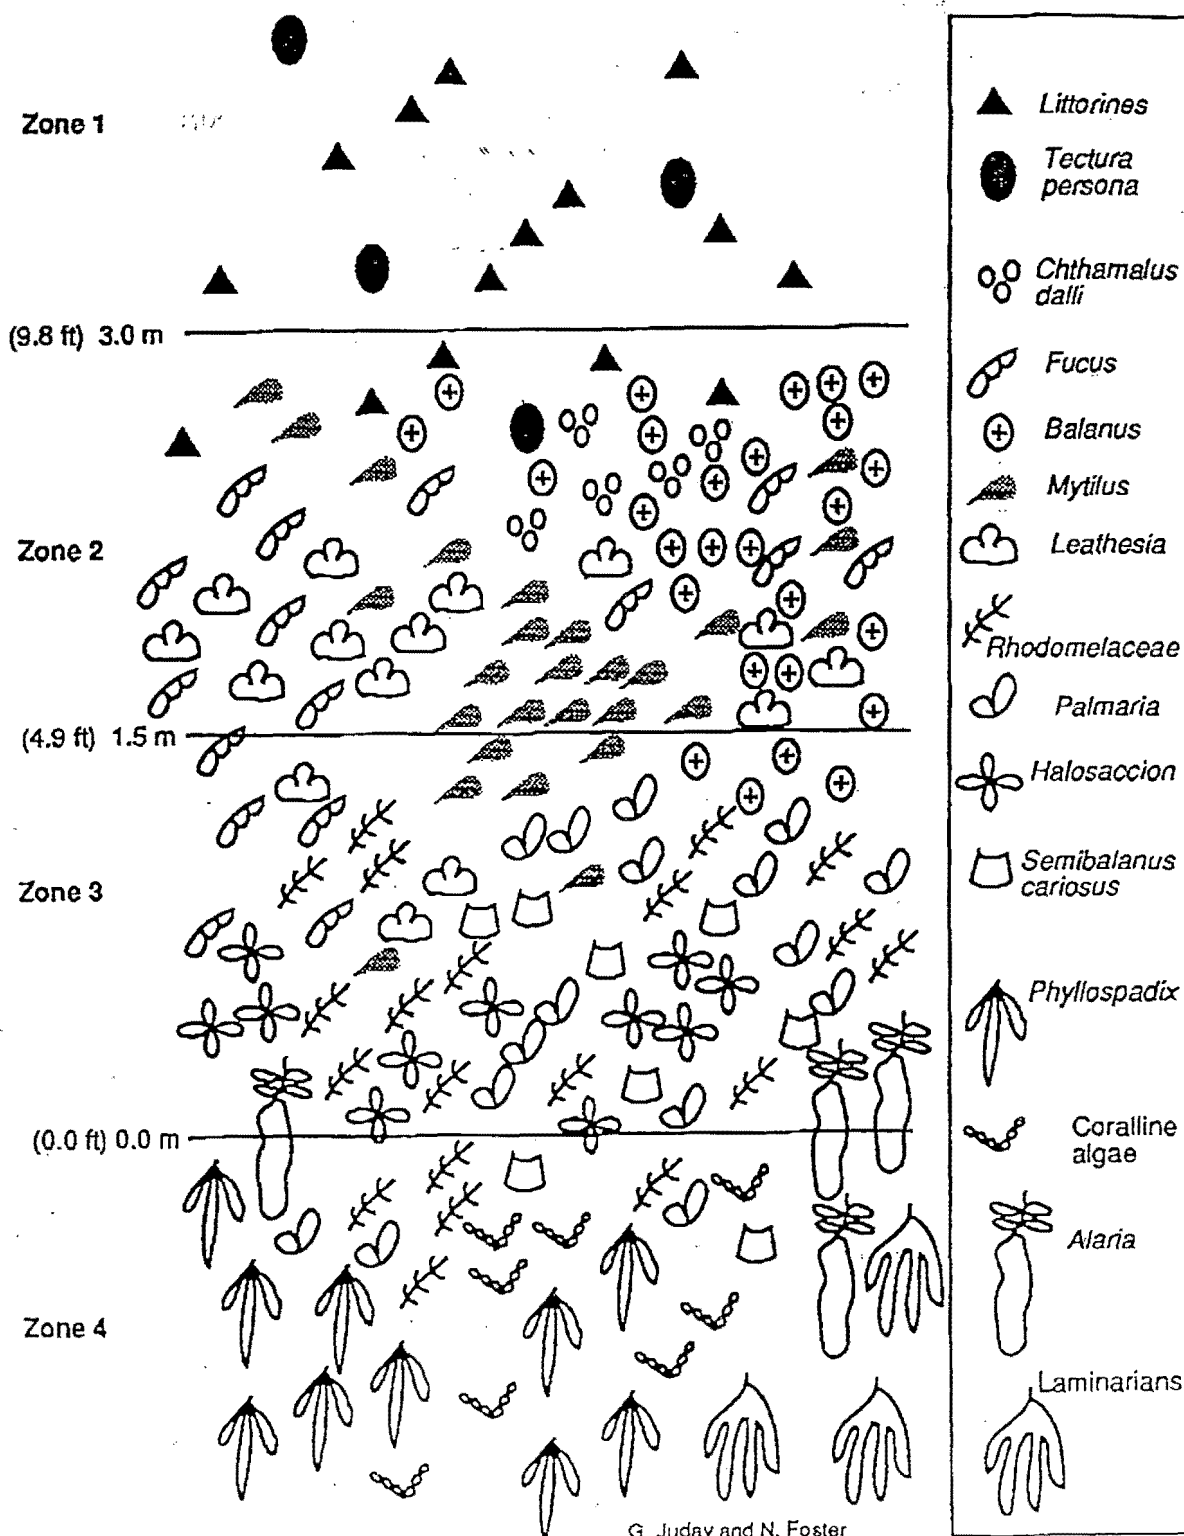 Zone 1
(9.8 ft) 3.0 m
Zone 2
(4.9 ft) 1.5 m
Zone 3
(0.0 ft) 0.0 m
Zone 4
G. Juday and N. Foster
Littorines
Tectura
persona
Chthamalus
dalli
Fucus
Balanus
Mytilus
Leathesia
Rhodomelaceae
Palmaria
Halosaccion
Semibalanus
cariosus
Phyllospadix
Coralline
algae
Alaria
Laminarians